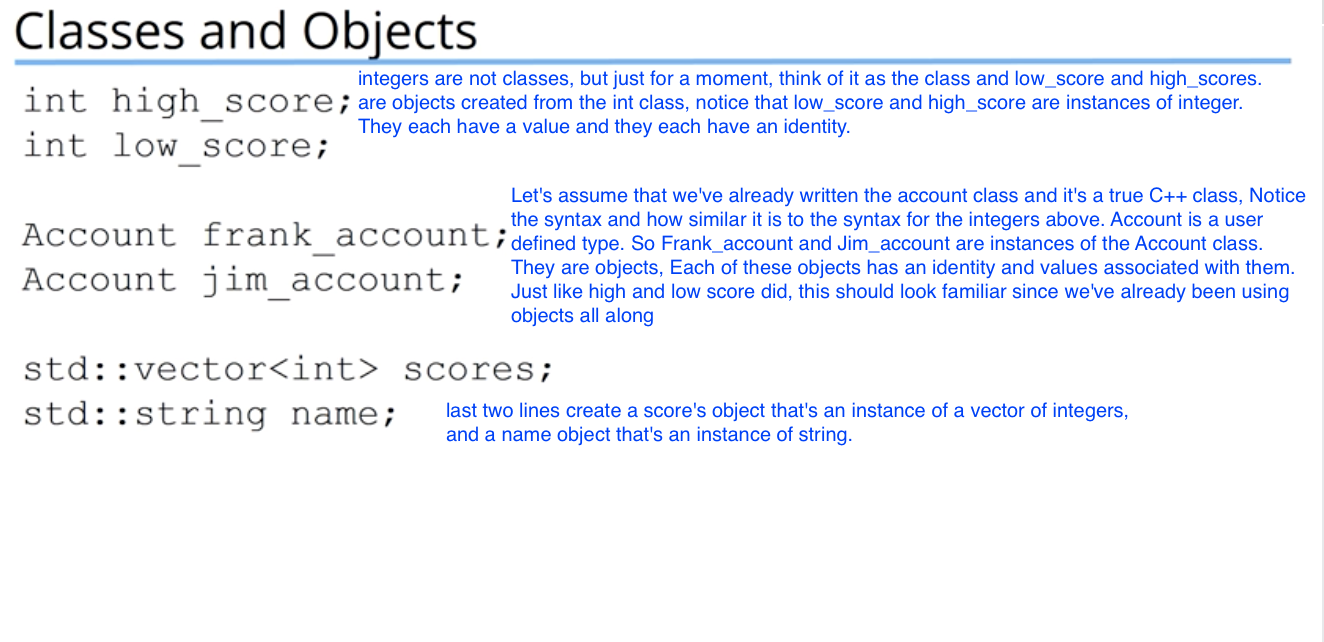 Classes and Objects
int high_score;
int low_score;
integers are not classes, but just for a moment, think of it as the class and low_score and high_scores.
are objects created from the int class, notice that low_score and high_score are instances of integer.
They each have a value and they each have an identity.
Account frank_account;
Account jim_account;
Let's assume that we've already written the account class and it's a true C++ class, Notice
the syntax and how similar it is to the syntax for the integers above. Account is a user
defined type. So Frank_account and Jim_account are instances of the Account class.
They are objects, Each of these objects has an identity and values associated with them.
Just like high and low score did, this should look familiar since we've already been using
objects all along
std::vector<int> scores;
std::string name;
last two lines create a score's object that's an instance of a vector of integers,
and a name object that's an instance of string.